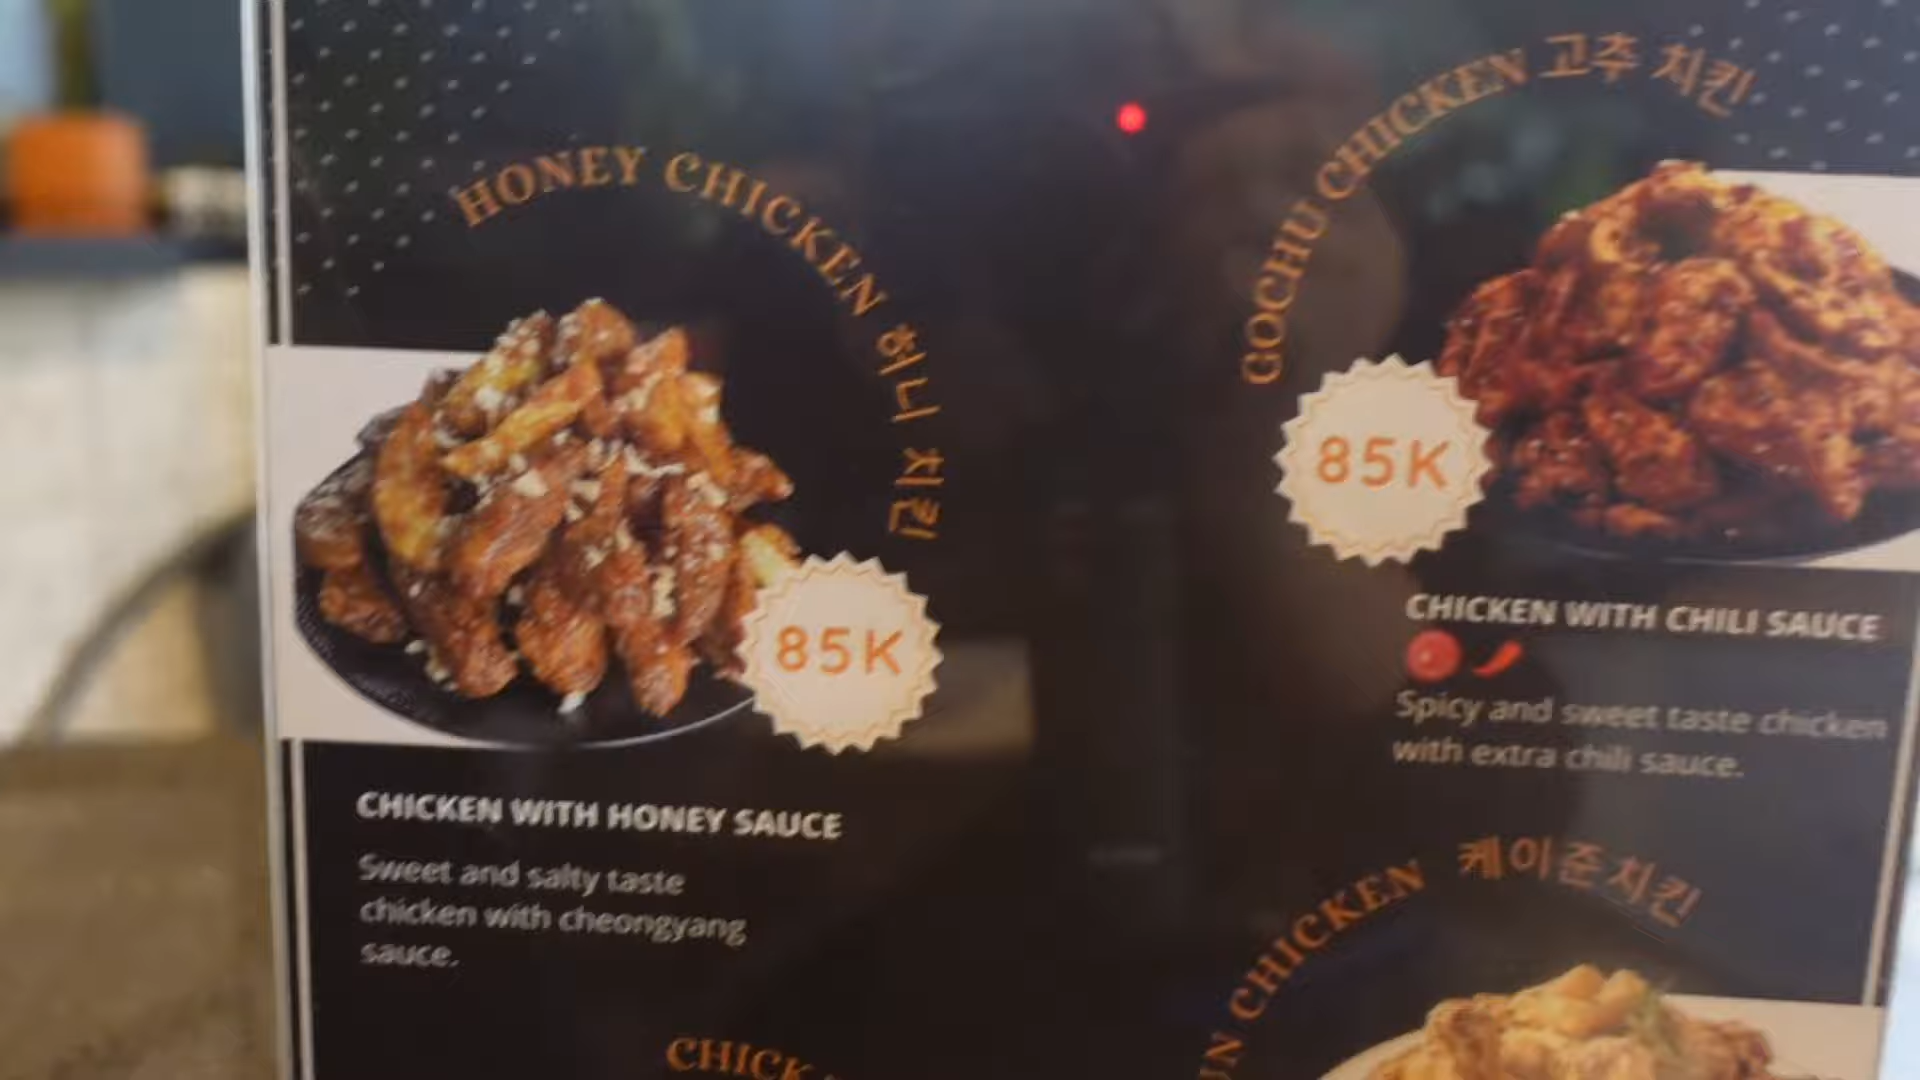 HONEY CHICKEN 허니 치킨
85K
CHICKEN WITH HONEY SAUCE
Sweet and salty taste
chicken with cheongyang
sauce.
GOCHU CHICKEN 고추 치킨
85K
CHICKEN WITH CHILI SAUCE
Spicy and sweet taste chicken
with extra chili sauce.
CHICKEN 케이준치킨